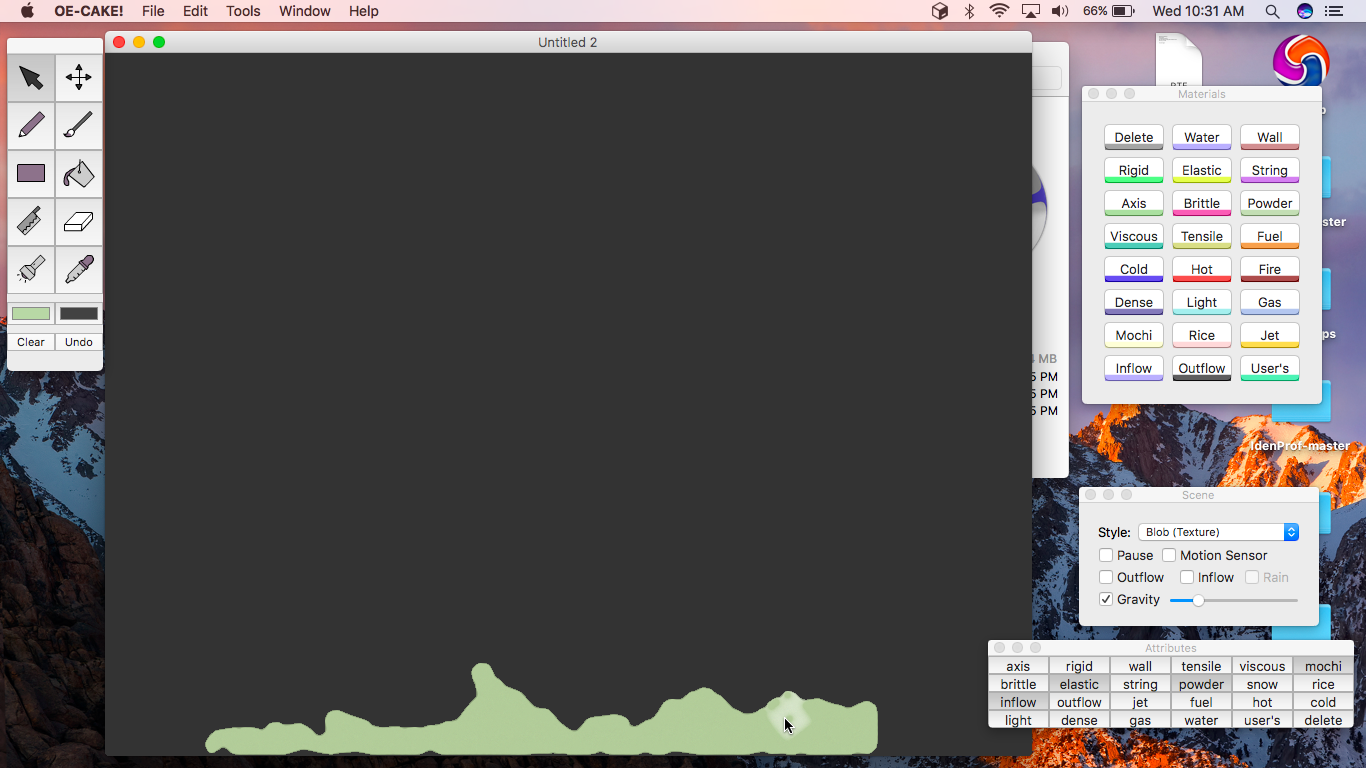 OE-CAKE! File Edit Tools Window Help 66% Wed 10:31 AM
Untitled 2
Clear Undo
MB
5 PM
5 PM
5 PM
Materials
Delete Water Wall
Rigid Elastic String
Axis Brittle Powder
Viscous Tensile Fuel
Cold Hot Fire
Dense Light Gas
Mochi Rice Jet
Inflow Outflow User's
ster
ps
IdenProf-master
Scene
Style: Blob (Texture)
Pause Motion Sensor
Outflow Inflow Rain
Gravity
Attributes
axis rigid wall tensile viscous mochi
brittle elastic string powder snow rice
inflow outflow jet fuel hot cold
light dense gas water user's delete